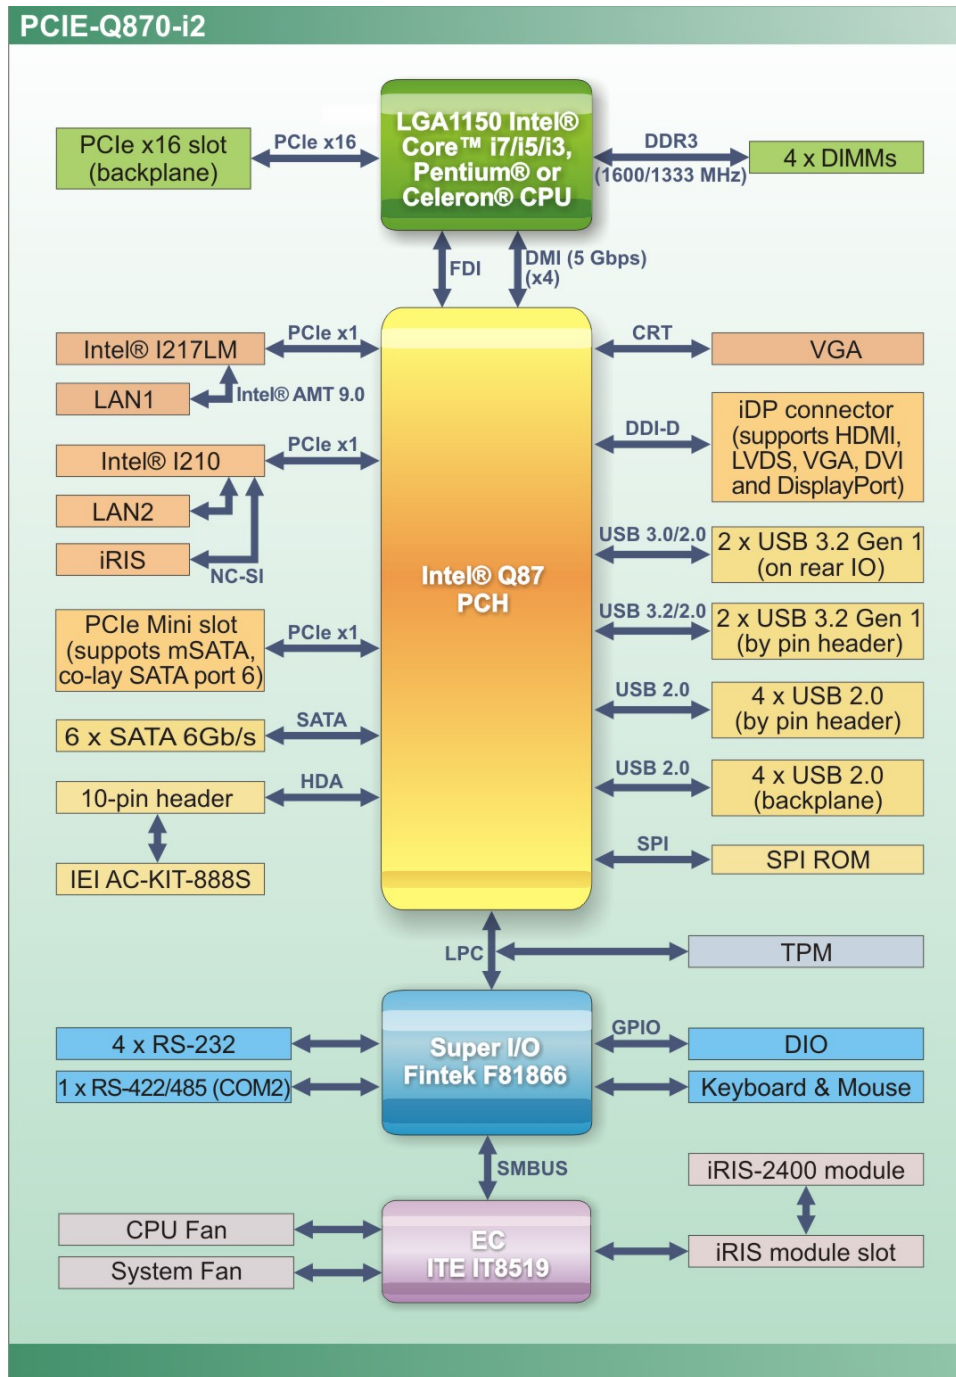 PCIE-Q870-i2
LGA1150 Intel®
Core™ i7/i5/i3,
Pentium® or
Celeron® CPU
PCIe x16 slot
(backplane)
PCIe x16
DDR3
(1600/1333 MHz)
4 x DIMMs
FDI
DMI (5 Gbps)
(x4)
Intel® I217LM
PCIe x1
LAN1
Intel® AMT 9.0
Intel® I210
PCIe x1
LAN2
iRIS
NC-SI
PCIe Mini slot
(suppots mSATA,
co-lay SATA port 6)
PCIe x1
6 x SATA 6Gb/s
SATA
10-pin header
HDA
IEI AC-KIT-888S
Intel® Q87
PCH
CRT
VGA
DDI-D
iDP connector
(supports HDMI,
LVDS, VGA, DVI
and DisplayPort)
USB 3.0/2.0
2 x USB 3.2 Gen 1
(on rear IO)
USB 3.2/2.0
2 x USB 3.2 Gen 1
(by pin header)
USB 2.0
4 x USB 2.0
(by pin header)
USB 2.0
4 x USB 2.0
(backplane)
SPI
SPI ROM
LPC
TPM
4 x RS-232
1 x RS-422/485 (COM2)
Super I/O
Fintek F81866
GPIO
DIO
Keyboard & Mouse
SMBUS
CPU Fan
System Fan
EC
ITE IT8519
iRIS-2400 module
iRIS module slot